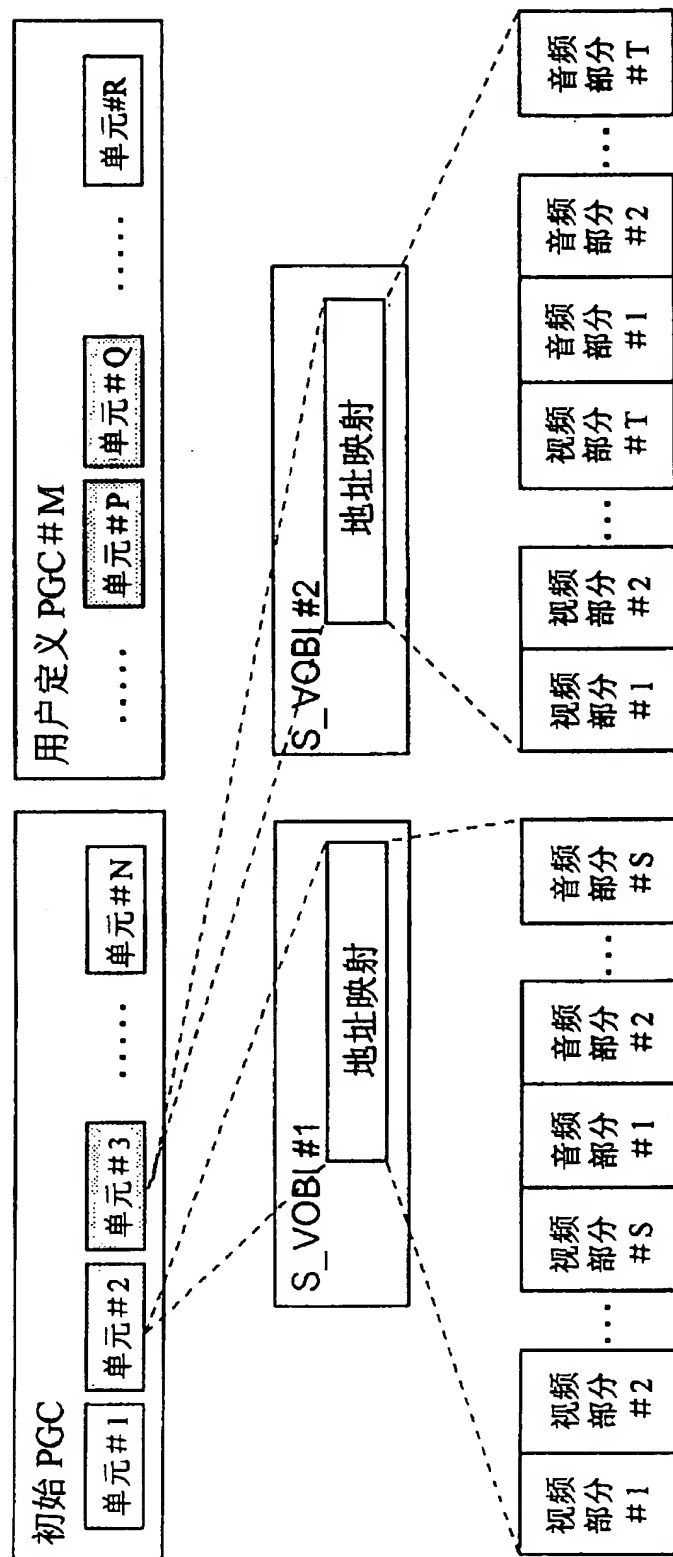 初始 PGC
单元#1
单元#2
单元#3
·····
单元#N
用户定义 PGC#M
·····
单元#P
单元#Q
·····
单元#R
S_VOBI#1
地址映射
S_VOBI#2
地址映射
视频
部分
#1
视频
部分
#2
···
视频
部分
#S
音频
部分
#1
音频
部分
#2
···
音频
部分
#S
视频
部分
#1
视频
部分
#2
···
视频
部分
#T
音频
部分
#1
音频
部分
#2
···
音频
部分
#T